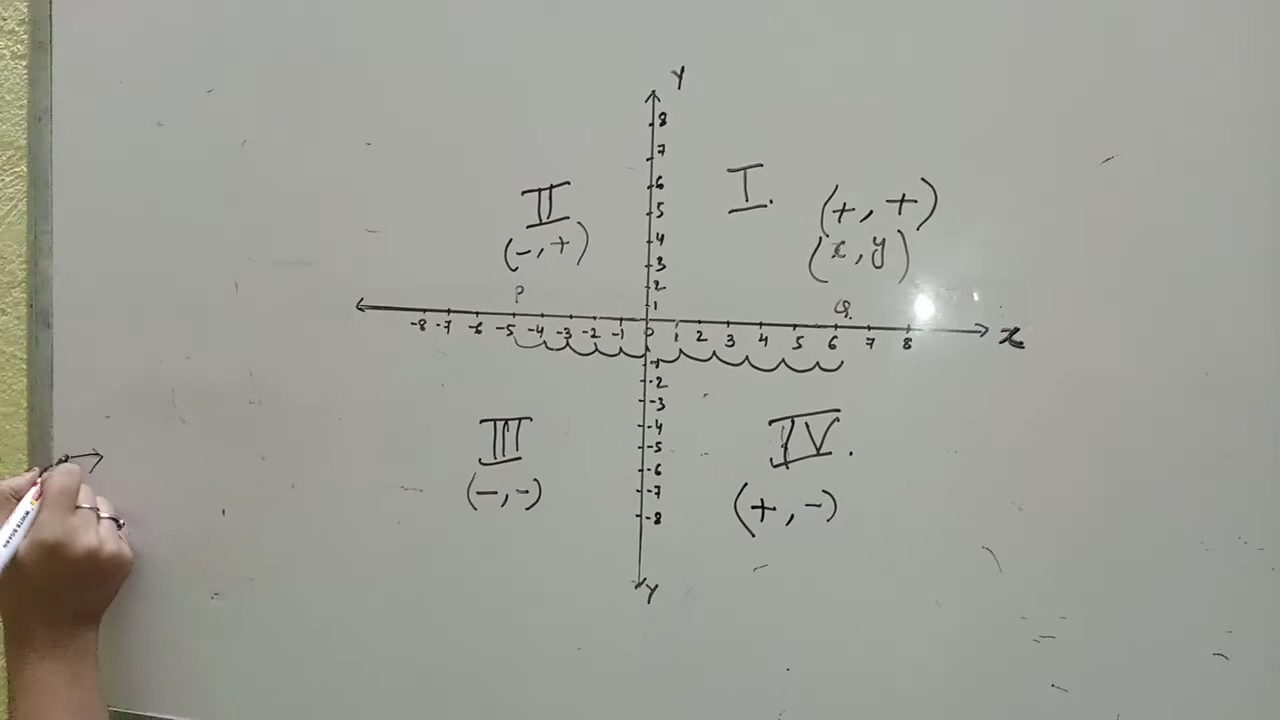 Y
8
7
6
5
4
3
2
1
I.
(+, +)
(x, y)
II
(-, +)
P
Q
-8 -7 -6 -5 -4 -3 -2 -1 0 1 2 3 4 5 6 7 8
x
-1
-2
-3
-4
-5
-6
-7
-8
III
(-, -)
IV.
(+, -)
Y